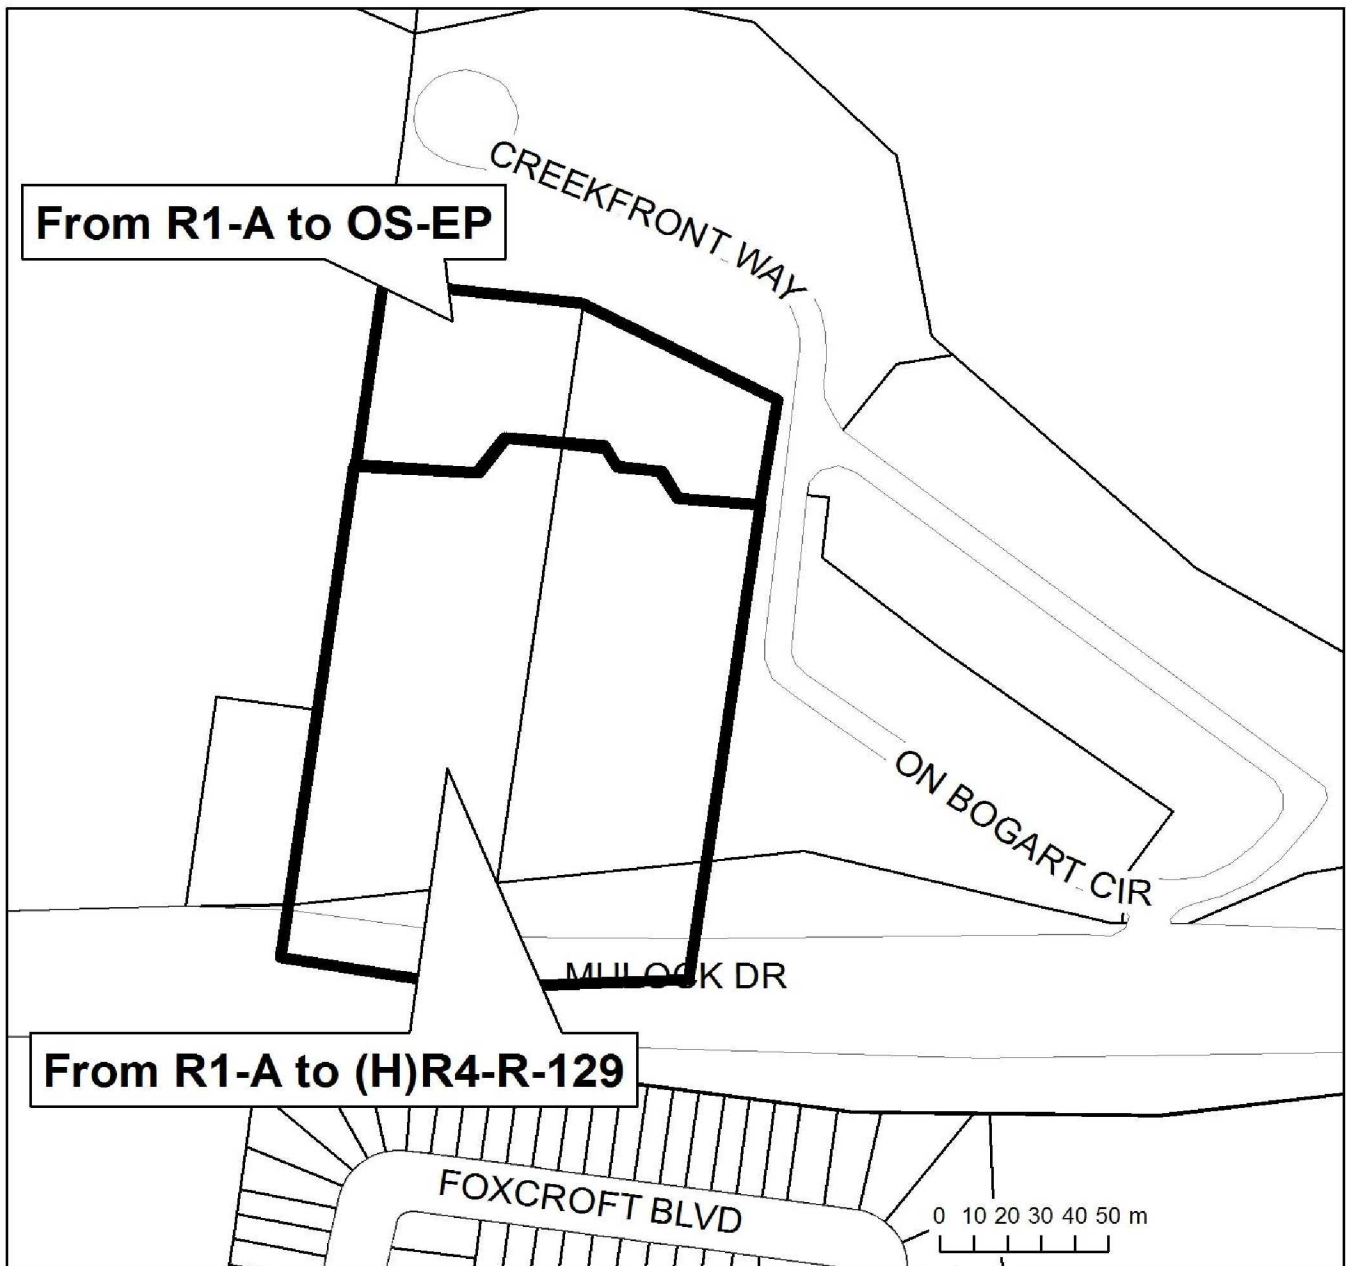 CREEKFRONT WAY
From R1-A to OS-EP
ON BOGART CIR
MULOCK DR
From R1-A to (H)R4-R-129
FOXCROFT BLVD
0 10 20 30 40 50 m